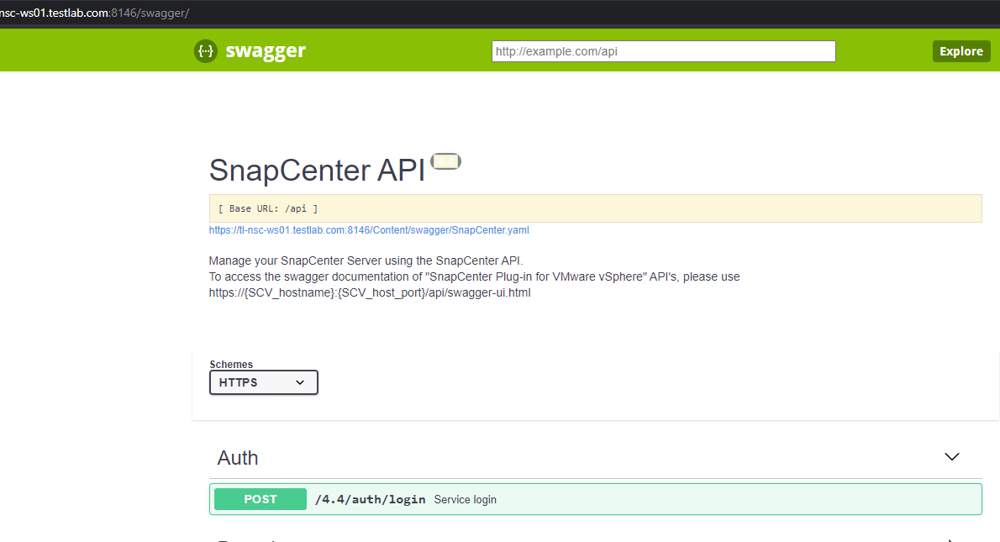 nsc-ws01.testlab.com:8146/swagger/
{··} swagger
http://example.com/api
Explore
SnapCenter API
[ Base URL: /api ]
https://tl-nsc-ws01.testlab.com:8146/Content/swagger/SnapCenter.yaml
Manage your SnapCenter Server using the SnapCenter API.
To access the swagger documentation of "SnapCenter Plug-in for VMware vSphere" API's, please use
https://{SCV_hostname}:{SCV_host_port}/api/swagger-ui.html
Schemes
HTTPS
Auth
POST /4.4/auth/login Service login